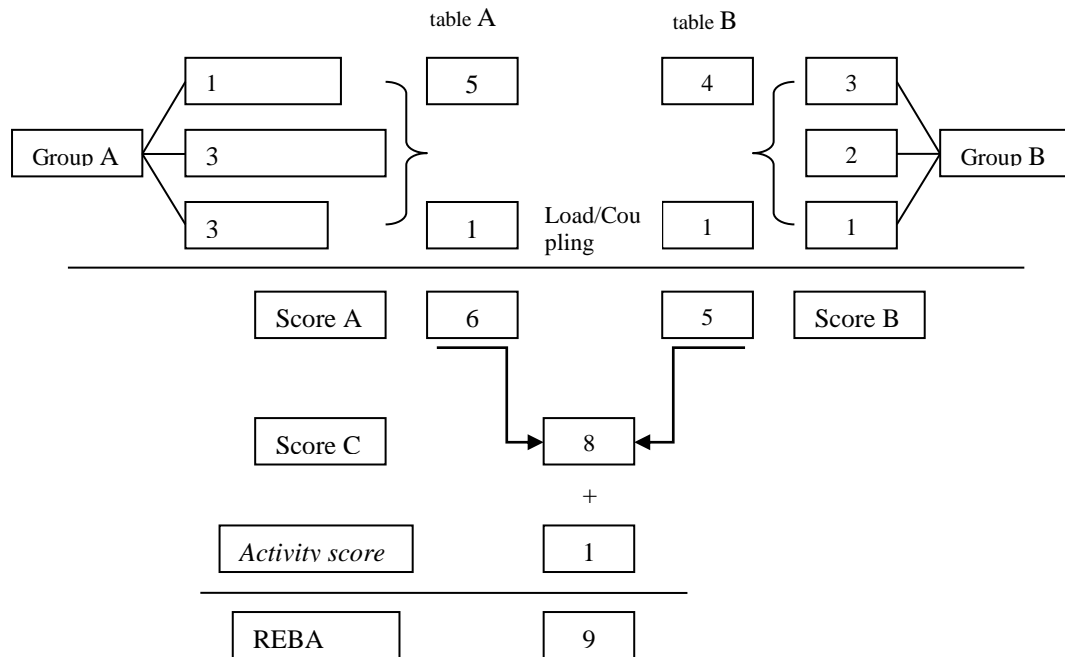 table A
table B
1
5
4
3
Group A
3
2
Group B
3
1
Load/Cou
pling
1
1
Score A
6
5
Score B
Score C
8
+
Activity score
1
REBA
9